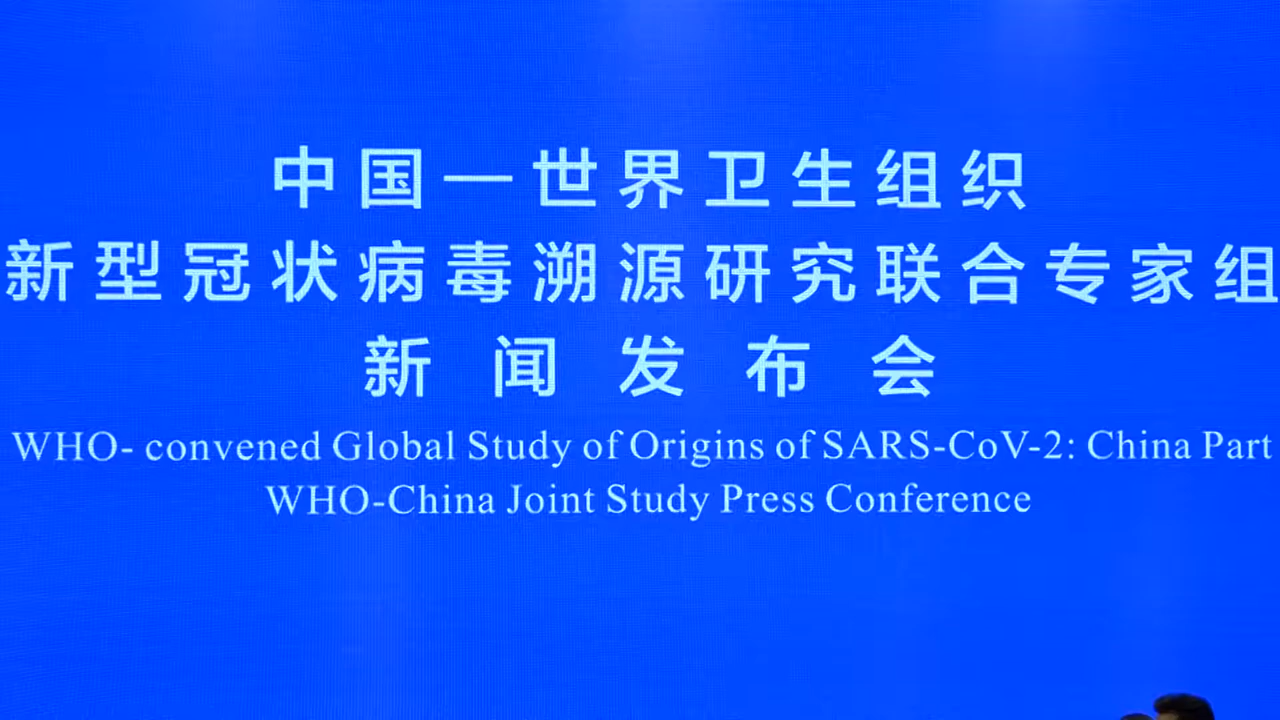 中国—世界卫生组织
新型冠状病毒溯源研究联合专家组
新闻发布会
WHO- convened Global Study of Origins of SARS-CoV-2: China Part
WHO-China Joint Study Press Conference